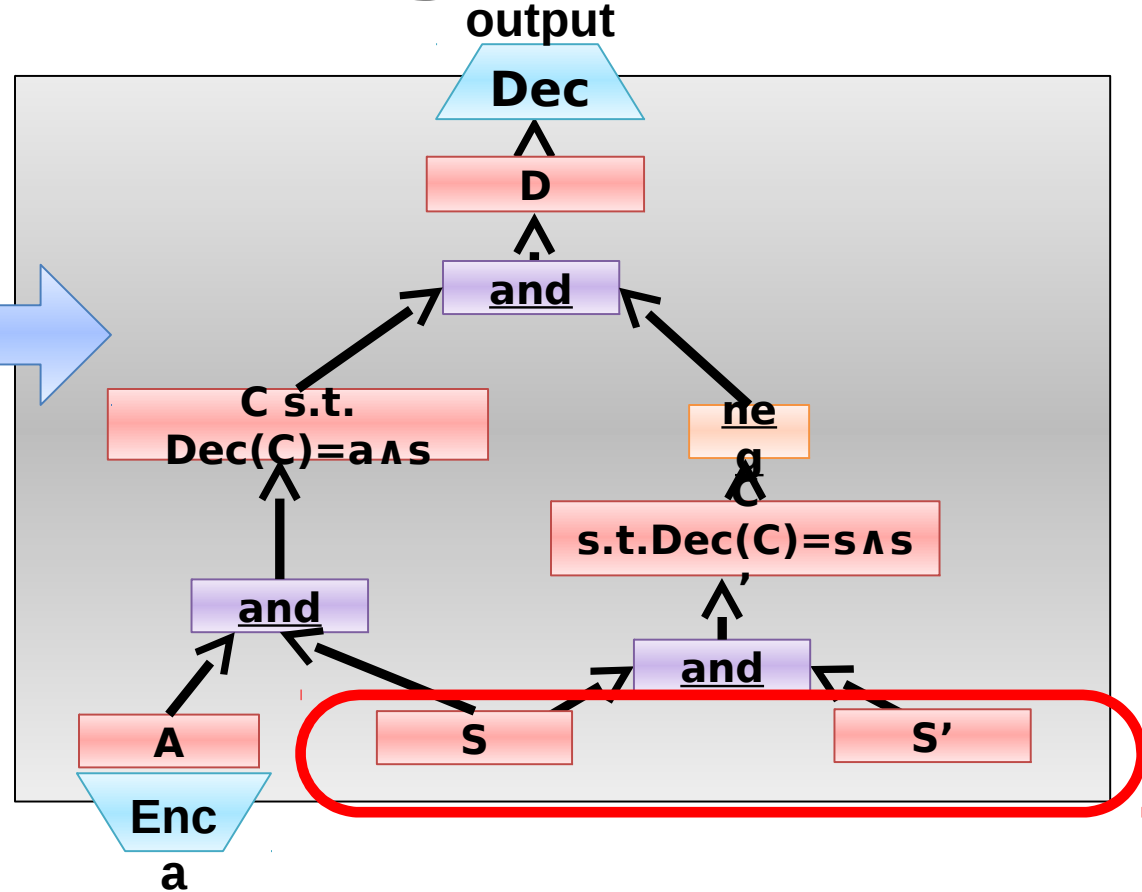 output
Dec
D
and
C s.t.
Dec(C)=a∧s
ne
g
C
s.t.Dec(C)=s∧s
’
and
and
A
S
S’
Enc
a